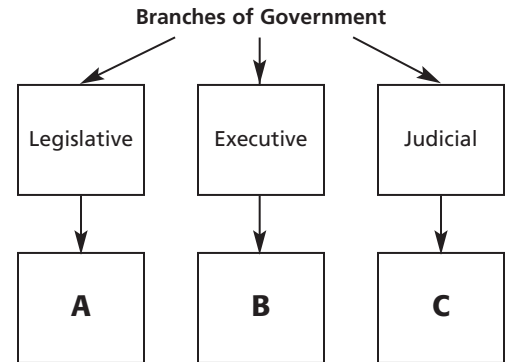 Branches of Government
Legislative
Executive
Judicial
A
B
C